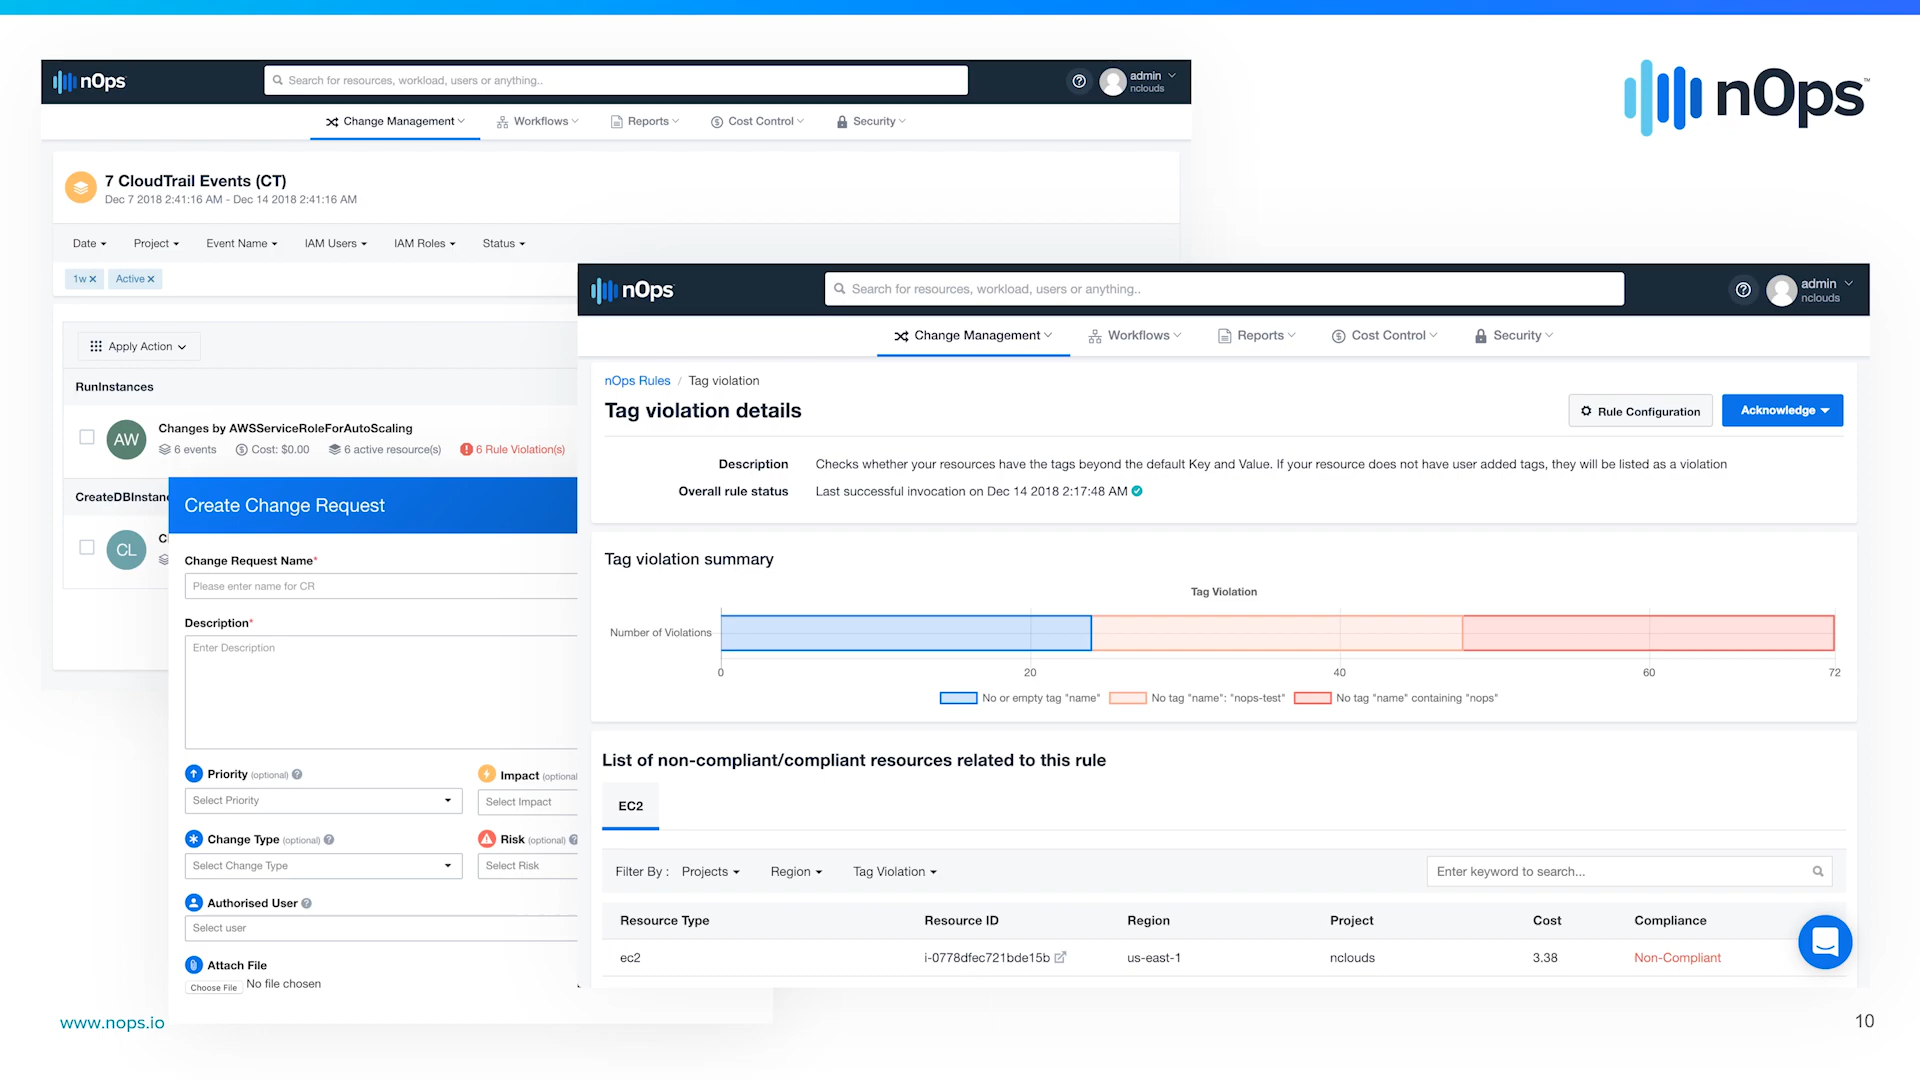 nOps
Search for resources, workload, users or anything..
admin
nclouds
Change Management
Workflows
Reports
Cost Control
Security
7 CloudTrail Events (CT)
Dec 7 2018 2:41:16 AM - Dec 14 2018 2:41:16 AM
Date
Project
Event Name
IAM Users
IAM Roles
Status
1w ×
Active ×
Apply Action
RunInstances
AW
Changes by AWSServiceRoleForAutoScaling
6 events
Cost: $0.00
6 active resource(s)
6 Rule Violation(s)
CreateDBInstanc
CL
C
Create Change Request
Change Request Name*
Please enter name for CR
Description*
Enter Description
Priority (optional)
Impact (optional
Select Priority
Select Impact
Change Type (optional)
Risk (optional)
Select Change Type
Select Risk
Authorised User
Select user
Attach File
Choose File No file chosen
nOps
Search for resources, workload, users or anything..
admin
nclouds
Change Management
Workflows
Reports
Cost Control
Security
nOps Rules / Tag violation
Tag violation details
Rule Configuration
Acknowledge
Description Checks whether your resources have the tags beyond the default Key and Value. If your resource does not have user added tags, they will be listed as a violation
Overall rule status Last successful invocation on Dec 14 2018 2:17:48 AM
Tag violation summary
Tag Violation
Number of Violations
0 20 40 60 72
No or empty tag "name" No tag "name": "nops-test" No tag "name" containing "nops"
List of non-compliant/compliant resources related to this rule
EC2
Filter By : Projects Region Tag Violation
Enter keyword to search...
Resource Type Resource ID Region Project Cost Compliance
ec2 i-0778dfec721bde15b us-east-1 nclouds 3.38 Non-Compliant
nOps™
www.nops.io
10